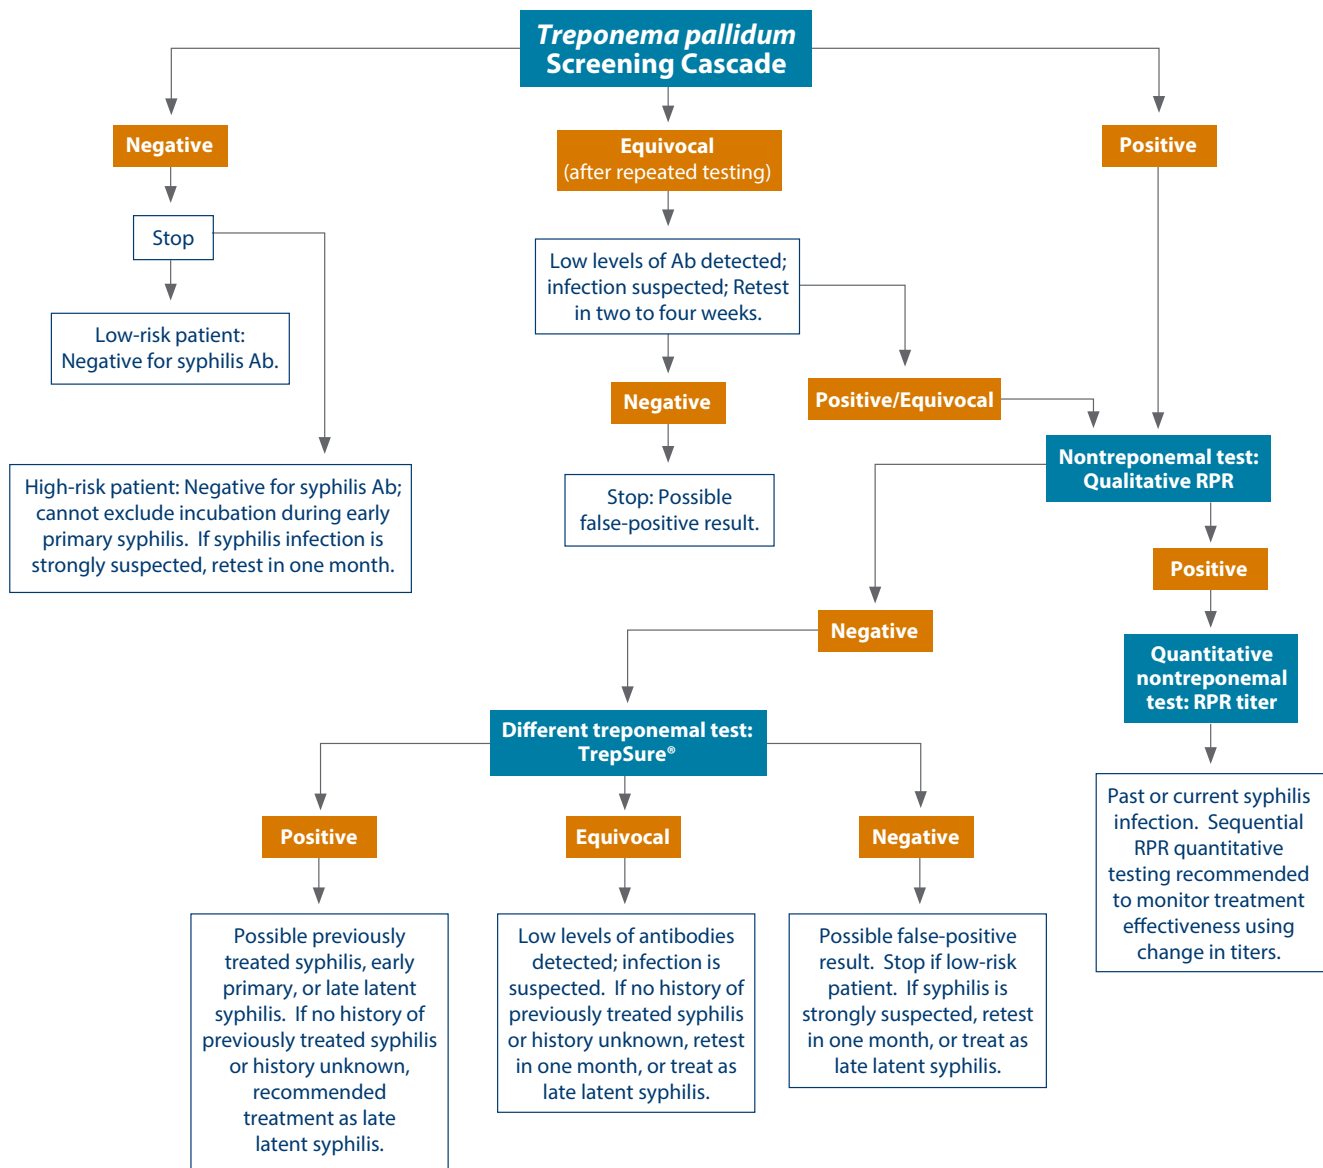 Treponema pallidum
Screening Cascade
Negative
Equivocal
(after repeated testing)
Positive
Stop
Low levels of Ab detected;
infection suspected; Retest
in two to four weeks.
Low-risk patient:
Negative for syphilis Ab.
Negative
Positive/Equivocal
High-risk patient: Negative for syphilis Ab;
cannot exclude incubation during early
primary syphilis. If syphilis infection is
strongly suspected, retest in one month.
Stop: Possible
false-positive result.
Nontreponemal test:
Qualitative RPR
Positive
Negative
Quantitative
nontreponemal
test: RPR titer
Different treponemal test:
TrepSure®
Positive
Equivocal
Negative
Past or current syphilis
infection. Sequential
RPR quantitative
testing recommended
to monitor treatment
effectiveness using
change in titers.
Possible previously
treated syphilis, early
primary, or late latent
syphilis. If no history of
previously treated syphilis
or history unknown,
recommended
treatment as late
latent syphilis.
Low levels of antibodies
detected; infection is
suspected. If no history of
previously treated syphilis
or history unknown, retest
in one month, or treat as
late latent syphilis.
Possible false-positive
result. Stop if low-risk
patient. If syphilis is
strongly suspected, retest
in one month, or treat as
late latent syphilis.